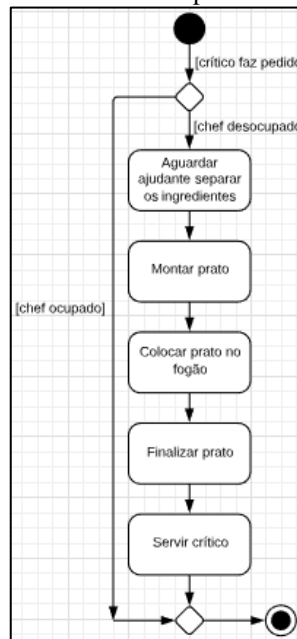 [crítico faz pedido
[chef desocupado
Aguardar
ajudante separar
os ingredientes
Montar prato
[chef ocupado]
Colocar prato no
fogão
Finalizar prato
Servir crítico